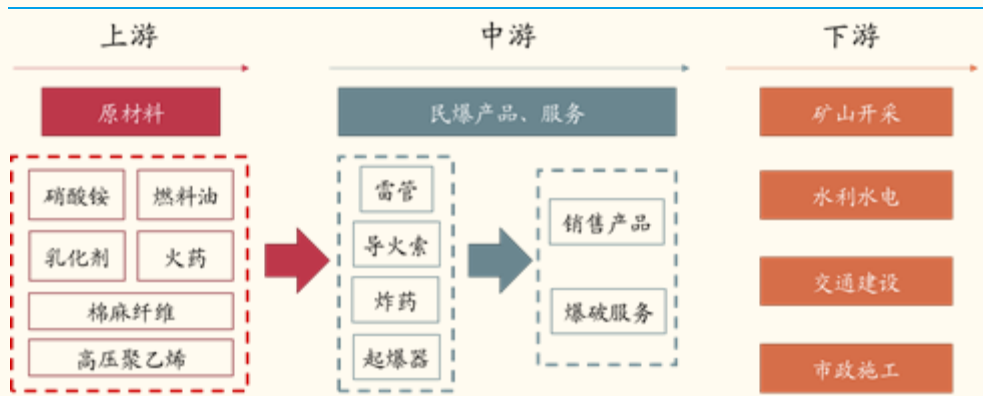 上游
中游
下游
原材料
民爆产品、服务
矿山开采
硝酸铵
燃料油
乳化剂
火药
棉麻纤维
高压聚乙烯
雷管
导火索
炸药
起爆器
销售产品
爆破服务
水利水电
交通建设
市政施工